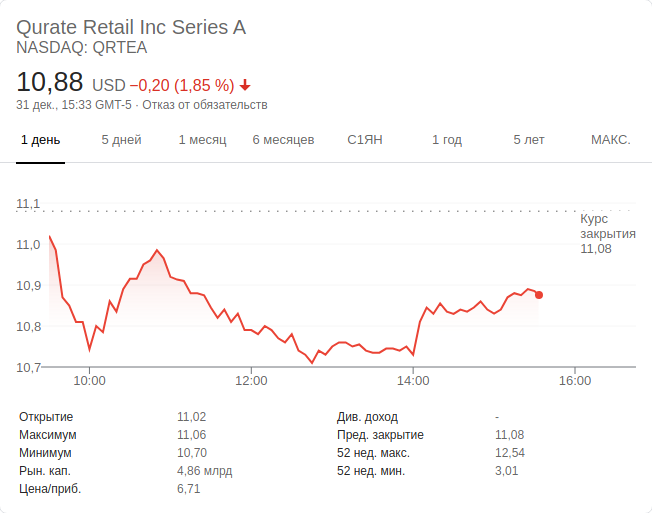 Qurate Retail Inc Series A
NASDAQ: QRTEA
10,88 USD −0,20 (1,85 %)
31 дек., 15:33 GMT-5 · Отказ от обязательств
1 день 5 дней 1 месяц 6 месяцев С1ЯН 1 год 5 лет МАКС.
11,1
Курс
закрытия
11,08
11,0
10,9
10,8
10,7
10:00 12:00 14:00 16:00
Открытие 11,02 Див. доход -
Максимум 11,06 Пред. закрытие 11,08
Минимум 10,70 52 нед. макс. 12,54
Рын. кап. 4,86 млрд 52 нед. мин. 3,01
Цена/приб. 6,71